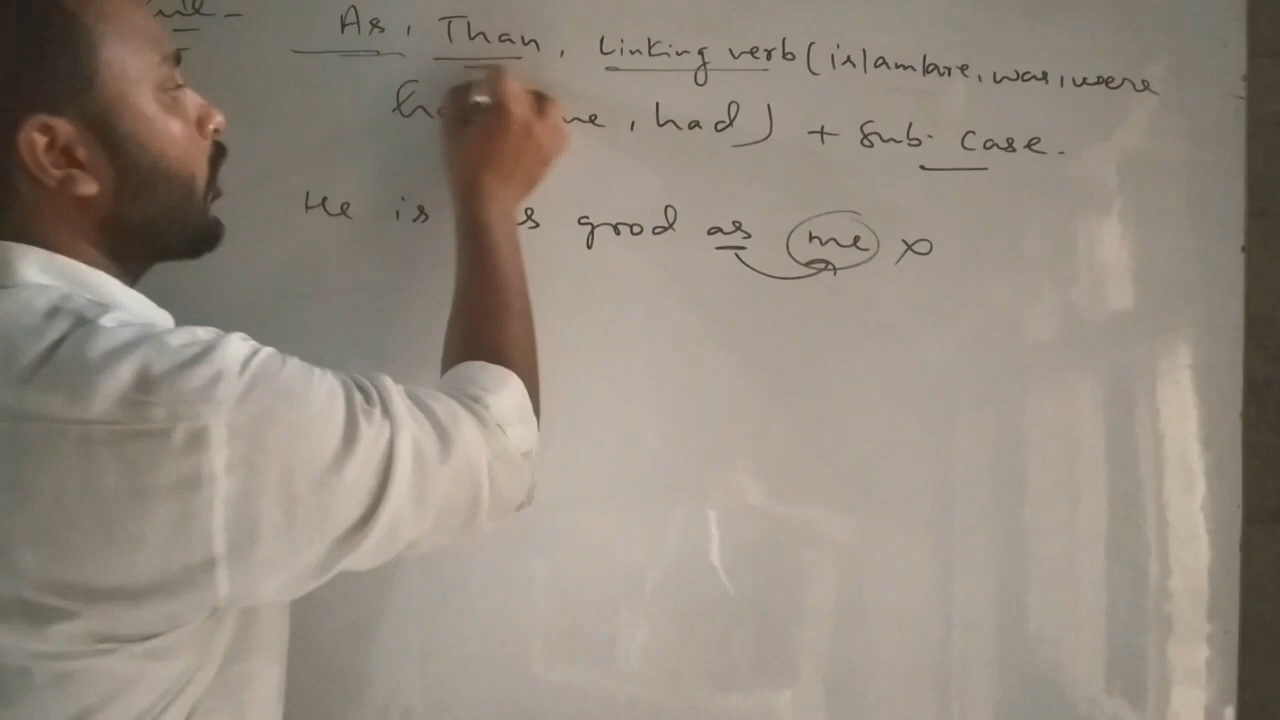 As, Than, Linking verb (is/am/are, was, were
had) + Sub. case.
He is good as me ×